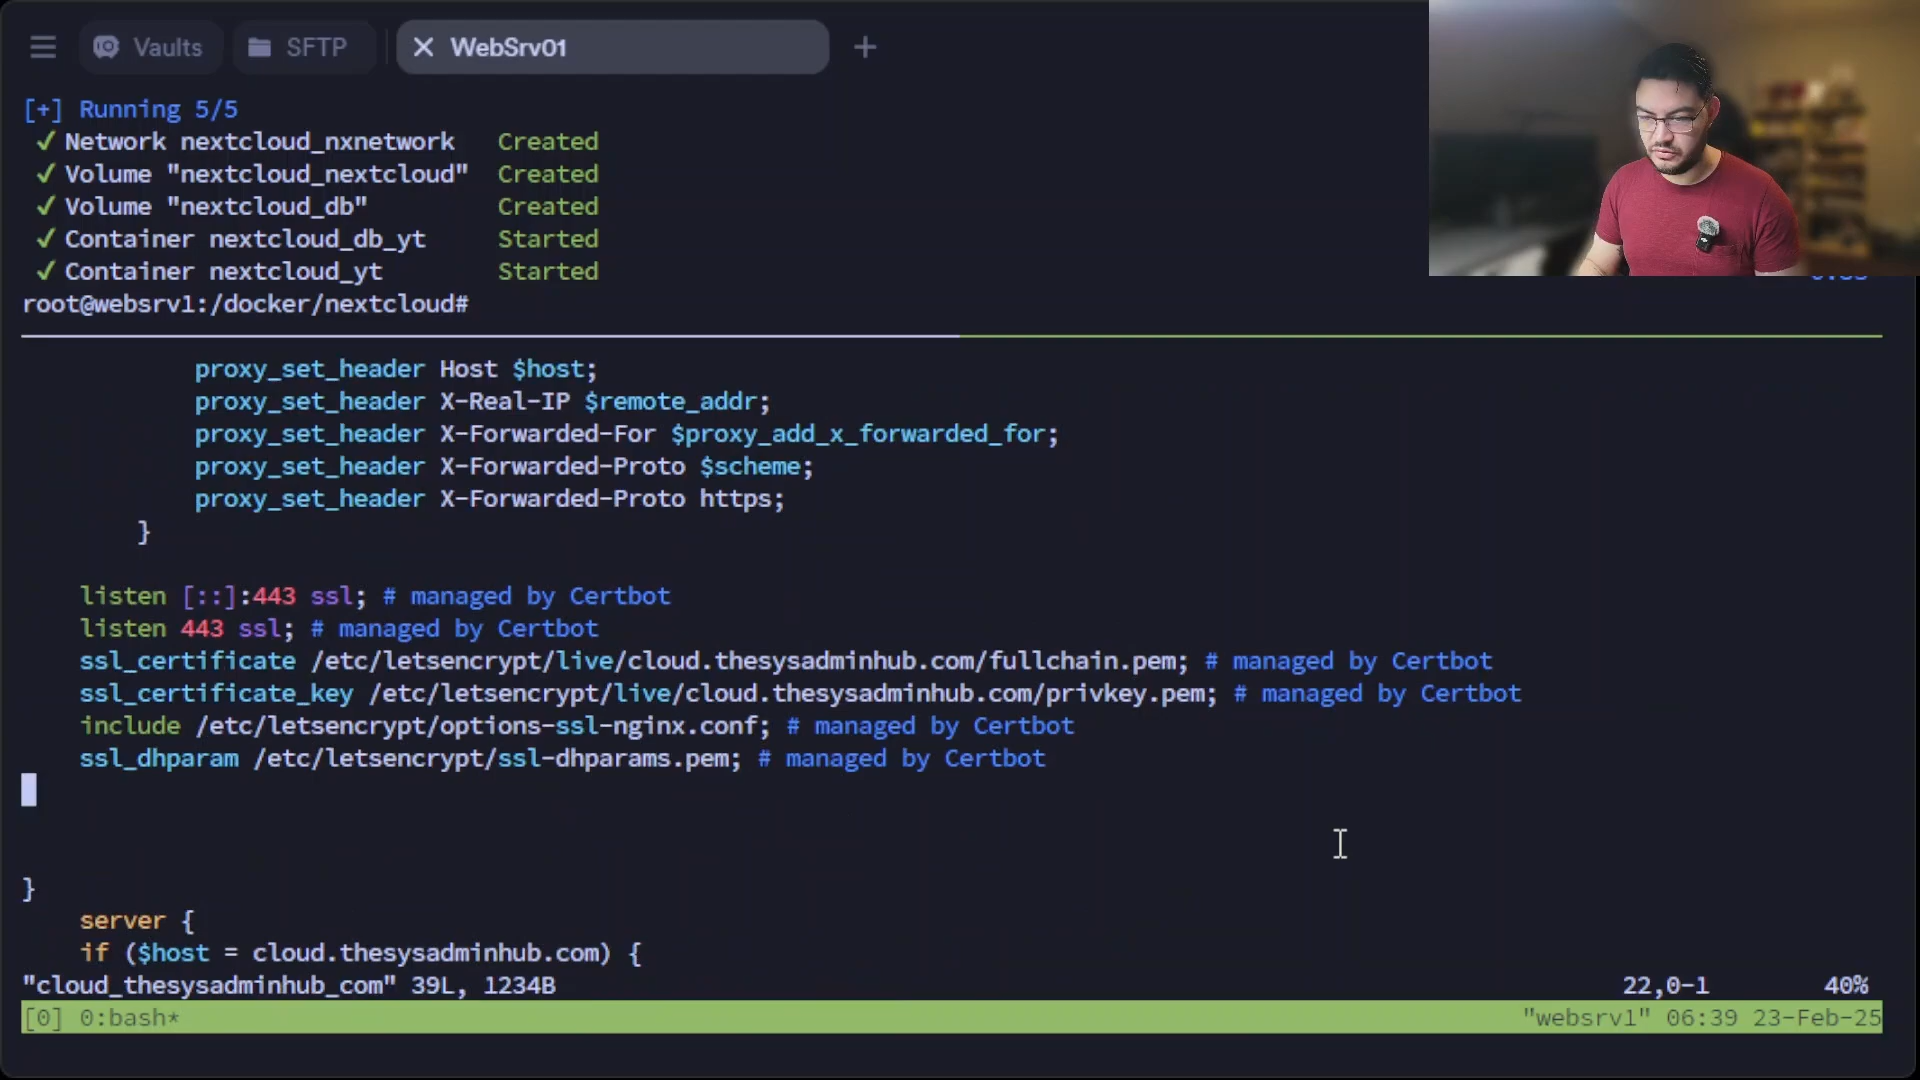 Vaults SFTP WebSrv01
[+] Running 5/5
✓ Network nextcloud_nxnetwork Created
✓ Volume "nextcloud_nextcloud" Created
✓ Volume "nextcloud_db" Created
✓ Container nextcloud_db_yt Started
✓ Container nextcloud_yt Started
root@websrv1:/docker/nextcloud#
proxy_set_header Host $host;
proxy_set_header X-Real-IP $remote_addr;
proxy_set_header X-Forwarded-For $proxy_add_x_forwarded_for;
proxy_set_header X-Forwarded-Proto $scheme;
proxy_set_header X-Forwarded-Proto https;
}
listen [::]:443 ssl; # managed by Certbot
listen 443 ssl; # managed by Certbot
ssl_certificate /etc/letsencrypt/live/cloud.thesysadminhub.com/fullchain.pem; # managed by Certbot
ssl_certificate_key /etc/letsencrypt/live/cloud.thesysadminhub.com/privkey.pem; # managed by Certbot
include /etc/letsencrypt/options-ssl-nginx.conf; # managed by Certbot
ssl_dhparam /etc/letsencrypt/ssl-dhparams.pem; # managed by Certbot
}
server {
if ($host = cloud.thesysadminhub.com) {
"cloud_thesysadminhub_com" 39L, 1234B 22,0-1 40%
[0] 0:bash* "websrv1" 06:39 23-Feb-25